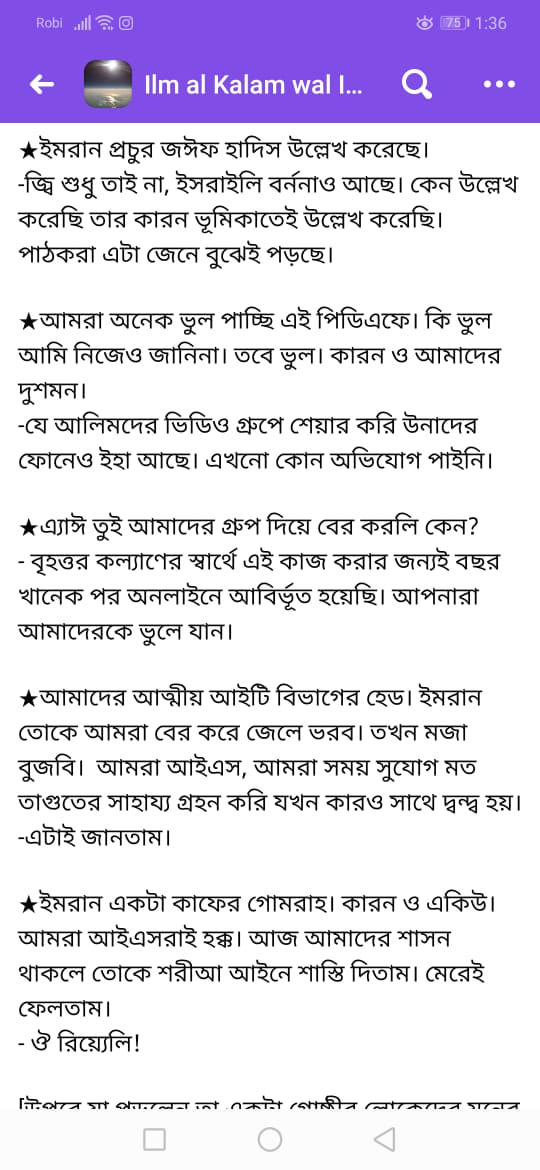 Robi 75 1:36
Ilm al Kalam wal I...
★ইমরান প্রচুর জঈফ হাদিস উল্লেখ করেছে।
-জ্বি শুধু তাই না, ইসরাইলি বর্ননাও আছে। কেন উল্লেখ
করেছি তার কারন ভূমিকাতেই উল্লেখ করেছি।
পাঠকরা এটা জেনে বুঝেই পড়ছে।
★আমরা অনেক ভুল পাচ্ছি এই পিডিএফে। কি ভুল
আমি নিজেও জানিনা। তবে ভুল। কারন ও আমাদের
দুশমন।
-যে আলিমদের ভিডিও গ্রুপে শেয়ার করি উনাদের
ফোনেও ইহা আছে। এখনো কোন অভিযোগ পাইনি।
★এ্যাঈ তুই আমাদের গ্রুপ দিয়ে বের করলি কেন?
- বৃহত্তর কল্যাণের স্বার্থে এই কাজ করার জন্যই বছর
খানেক পর অনলাইনে আবির্ভূত হয়েছি। আপনারা
আমাদেরকে ভুলে যান।
★আমাদের আত্মীয় আইটি বিভাগের হেড। ইমরান
তোকে আমরা বের করে জেলে ভরব। তখন মজা
বুজবি। আমরা আইএস, আমরা সময় সুযোগ মত
তাগুতের সাহায্য গ্রহন করি যখন কারও সাথে দ্বন্দ্ব হয়।
-এটাই জানতাম।
★ইমরান একটা কাফের গোমরাহ। কারন ও একিউ।
আমরা আইএসরাই হক্ক। আজ আমাদের শাসন
থাকলে তোকে শরীআ আইনে শাস্তি দিতাম। মেরেই
ফেলতাম।
- ঔ রিয়্যেলি!